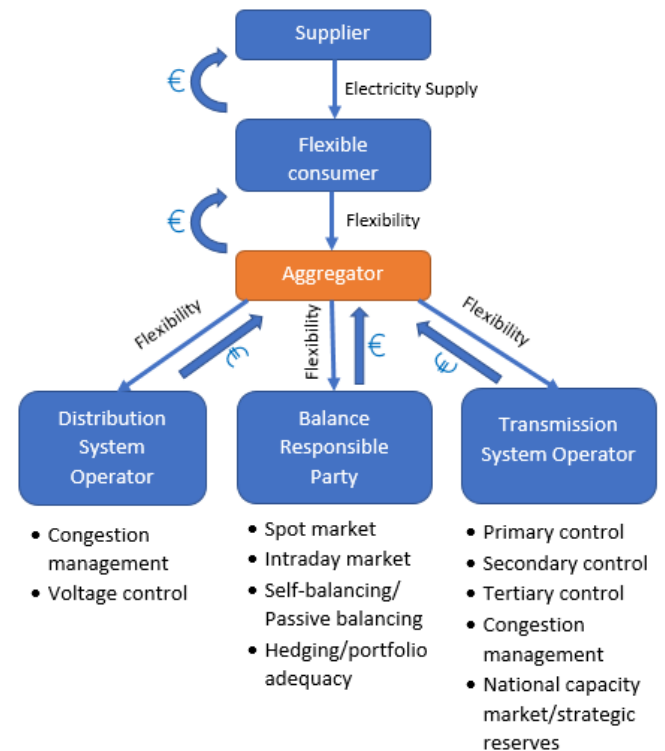 Supplier
€
Electricity Supply
Flexible
consumer
€
Flexibility
Aggregator
Flexibility
€
Flexibility
€
Flexibility
€
Distribution
System
Operator
Balance
Responsible
Party
Transmission
System Operator
• Congestion
management
• Voltage control
• Spot market
• Intraday market
• Self-balancing/
Passive balancing
• Hedging/portfolio
adequacy
• Primary control
• Secondary control
• Tertiary control
• Congestion
management
• National capacity
market/strategic
reserves